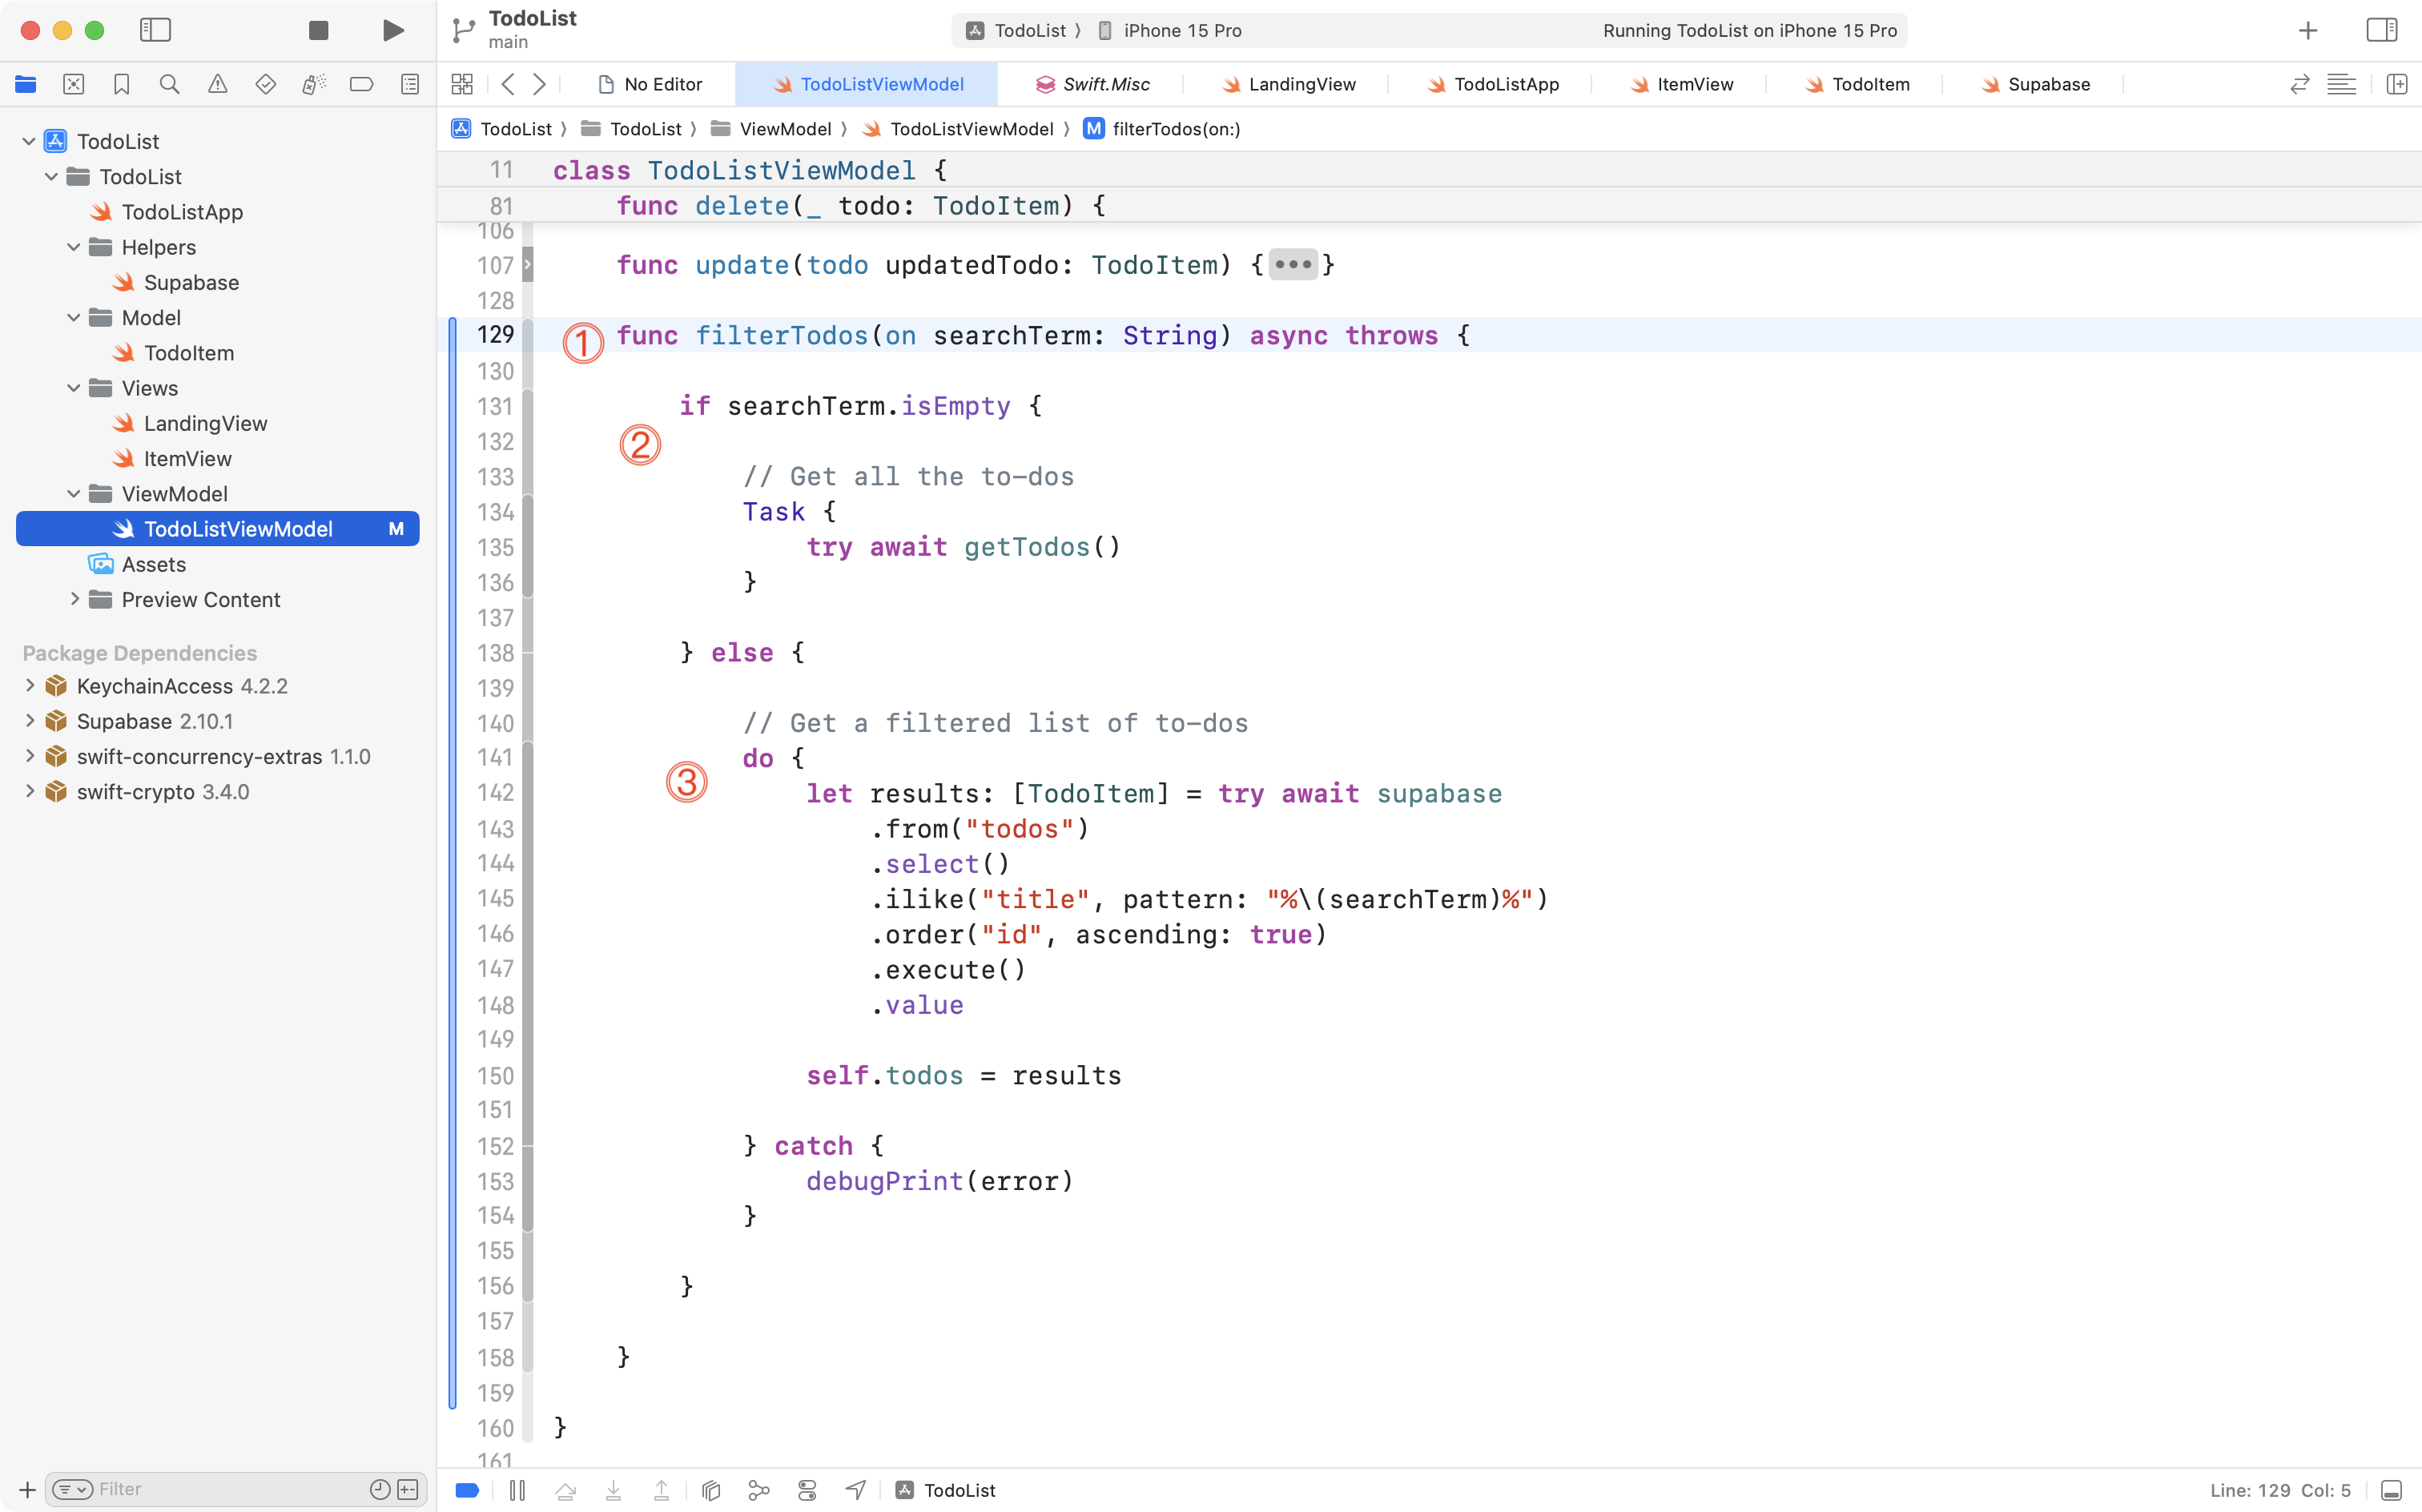 TodoList
main
TodoList ⟩ iPhone 15 Pro
Running TodoList on iPhone 15 Pro
No Editor
TodoListViewModel
Swift.Misc
LandingView
TodoListApp
ItemView
TodoItem
Supabase
TodoList ⟩ TodoList ⟩ ViewModel ⟩ TodoListViewModel ⟩ M filterTodos(on:)
TodoList
TodoList
TodoListApp
Helpers
Supabase
Model
TodoItem
Views
LandingView
ItemView
ViewModel
TodoListViewModel M
Assets
Preview Content
Package Dependencies
KeychainAccess 4.2.2
Supabase 2.10.1
swift-concurrency-extras 1.1.0
swift-crypto 3.4.0
Filter
11 class TodoListViewModel {
81 func delete(_ todo: TodoItem) {
106
107 func update(todo updatedTodo: TodoItem) {•••}
128
129 ① func filterTodos(on searchTerm: String) async throws {
130
131 if searchTerm.isEmpty {
132 ②
133 // Get all the to-dos
134 Task {
135 try await getTodos()
136 }
137
138 } else {
139
140 // Get a filtered list of to-dos
141 do {
142 ③ let results: [TodoItem] = try await supabase
143 .from("todos")
144 .select()
145 .ilike("title", pattern: "%\(searchTerm)%")
146 .order("id", ascending: true)
147 .execute()
148 .value
149
150 self.todos = results
151
152 } catch {
153 debugPrint(error)
154 }
155
156 }
157
158 }
159
160 }
161
TodoList
Line: 129 Col: 5